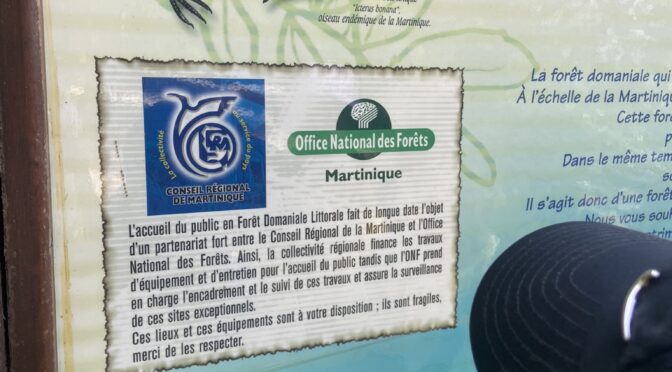 "Icterus bonana",
oiseau endémique de la Martinique.
La collectivité au service du pays
CONSEIL RÉGIONAL
DE MARTINIQUE
Office National des Forêts
Martinique
L'accueil du public en Forêt Domaniale Littorale fait de longue date l'objet
d'un partenariat fort entre le Conseil Régional de la Martinique et l'Office
National des Forêts. Ainsi, la collectivité régionale finance les travaux
d'équipement et d'entretien pour l'accueil du public tandis que l'ONF prend
en charge l'encadrement et le suivi de ces travaux et assure la surveillance
de ces sites exceptionnels.
Ces lieux et ces équipements sont à votre disposition ; ils sont fragiles,
merci de les respecter.
La forêt domaniale qui
À l'échelle de la Martinique
Cette
Dans le même
Il s'agit donc d'une
Nous vous